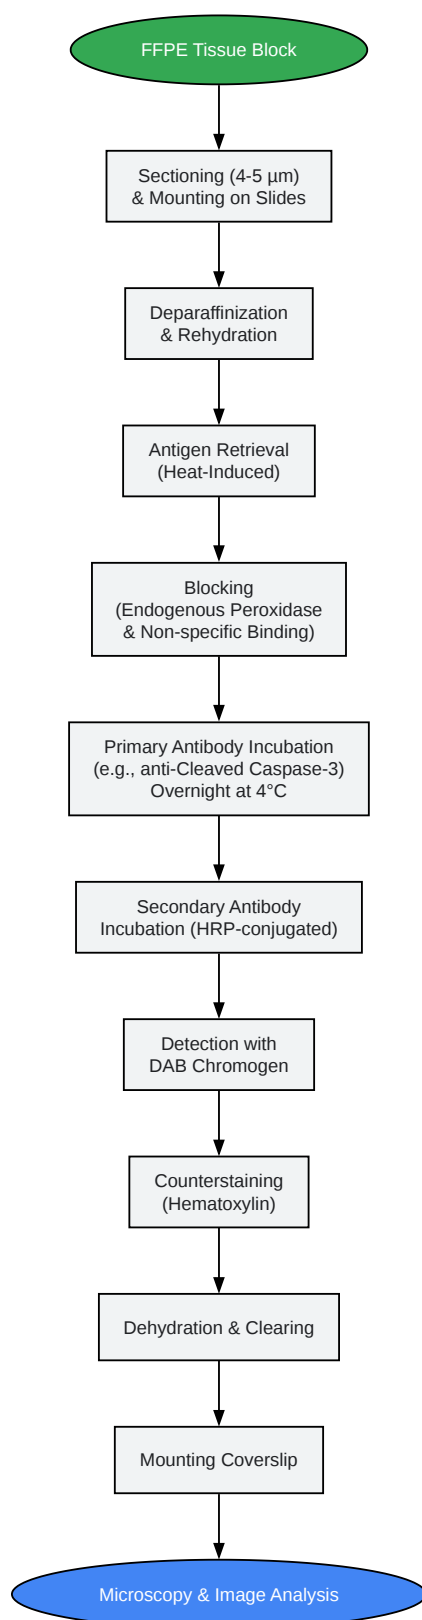 FFPE Tissue Block
Sectioning (4-5 µm)
& Mounting on Slides
Deparaffinization
& Rehydration
Antigen Retrieval
(Heat-Induced)
Blocking
(Endogenous Peroxidase
& Non-specific Binding)
Primary Antibody Incubation
(e.g., anti-Cleaved Caspase-3)
Overnight at 4°C
Secondary Antibody
Incubation (HRP-conjugated)
Detection with
DAB Chromogen
Counterstaining
(Hematoxylin)
Dehydration & Clearing
Mounting Coverslip
Microscopy & Image Analysis